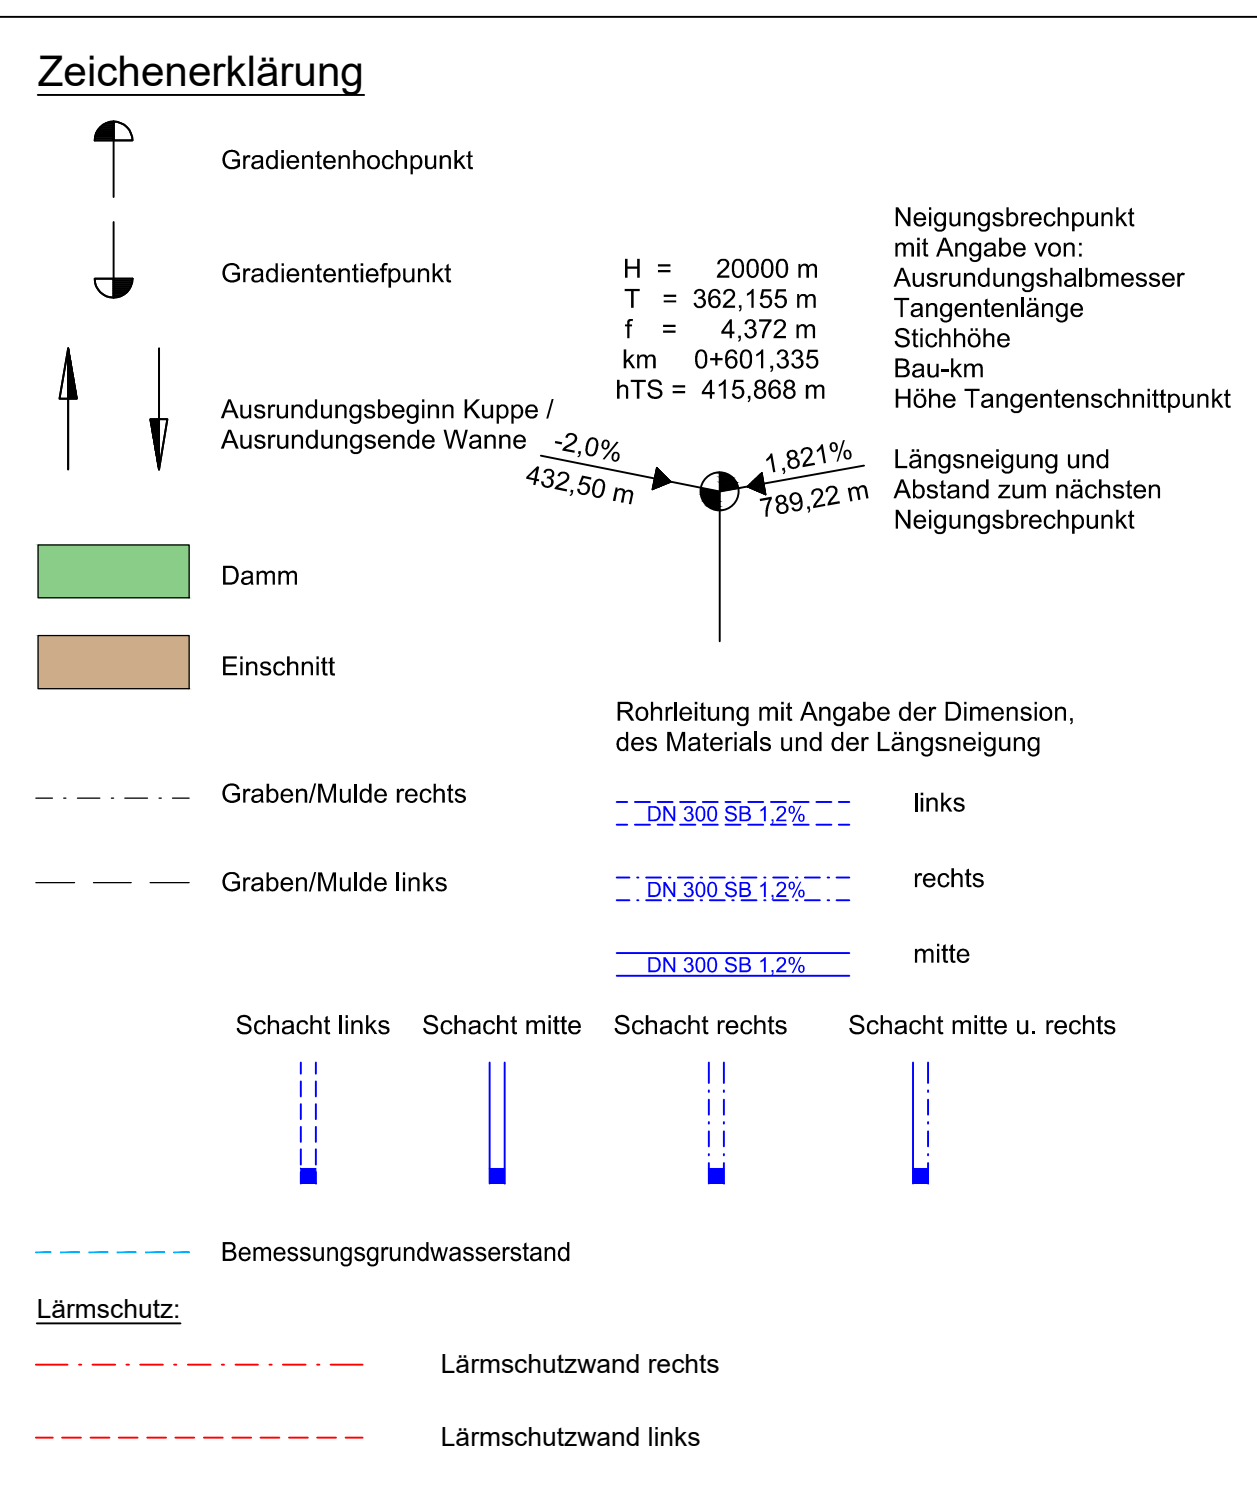 Zeichenerklärung
Gradientenhochpunkt
Gradiententiefpunkt
Ausrundungsbeginn Kuppe /
Ausrundungsende Wanne
H = 20000 m
T = 362,155 m
f = 4,372 m
km 0+601,335
hTS = 415,868 m
Neigungsbrechpunkt
mit Angabe von:
Ausrundungshalbmesser
Tangentenlänge
Stichhöhe
Bau-km
Höhe Tangentenschnittpunkt
-2,0%
432,50 m
1,821%
789,22 m
Längsneigung und
Abstand zum nächsten
Neigungsbrechpunkt
Damm
Einschnitt
Rohrleitung mit Angabe der Dimension,
des Materials und der Längsneigung
Graben/Mulde rechts
DN 300 SB 1,2%
links
Graben/Mulde links
DN 300 SB 1,2%
rechts
DN 300 SB 1,2%
mitte
Schacht links
Schacht mitte
Schacht rechts
Schacht mitte u. rechts
Bemessungsgrundwasserstand
Lärmschutz:
Lärmschutzwand rechts
Lärmschutzwand links